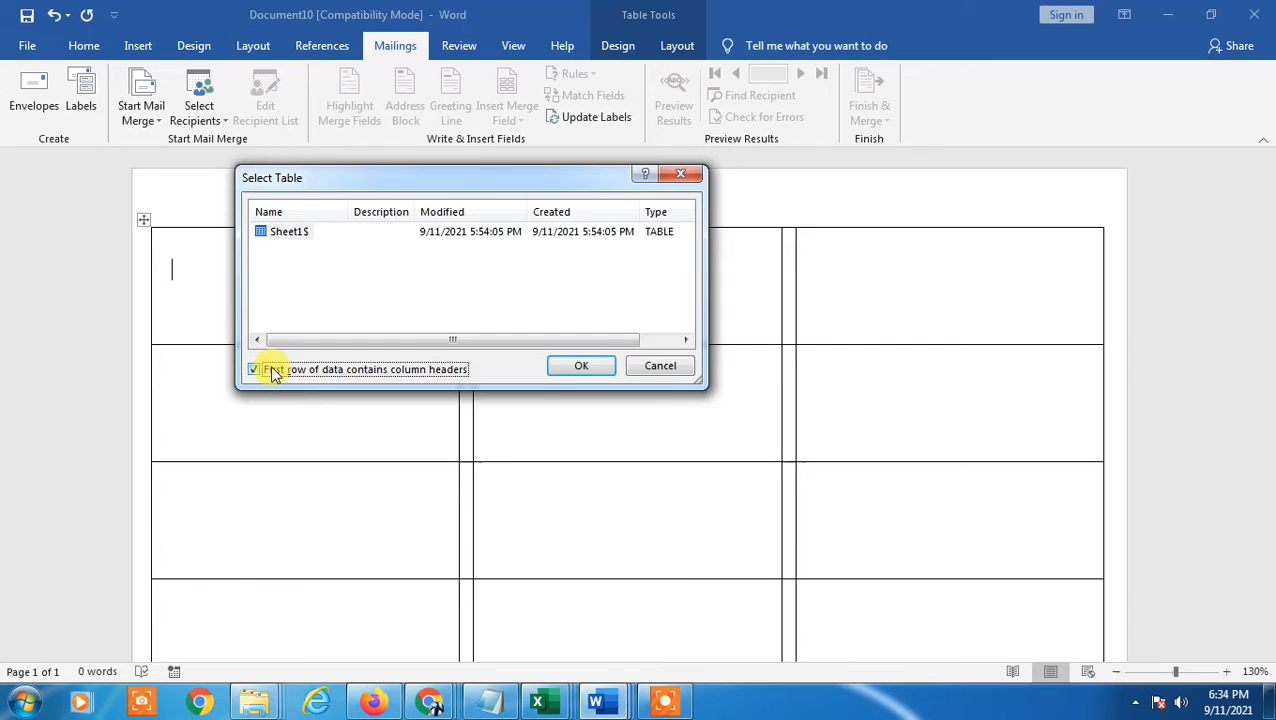 Document10 [Compatibility Mode] - Word
Table Tools
Sign in
File Home Insert Design Layout References Mailings Review View Help Design Layout Tell me what you want to do Share
Envelopes Labels
Start Mail Merge
Select Recipients
Edit Recipient List
Highlight Merge Fields
Address Block
Greeting Line
Insert Merge Field
Rules
Match Fields
Update Labels
Preview Results
Find Recipient
Check for Errors
Finish & Merge
Create
Start Mail Merge
Write & Insert Fields
Preview Results
Finish
Select Table
Name Description Modified Created Type
Sheet1$ 9/11/2021 5:54:05 PM 9/11/2021 5:54:05 PM TABLE
First row of data contains column headers
OK Cancel
Page 1 of 1 0 words 130%
6:34 PM
9/11/2021